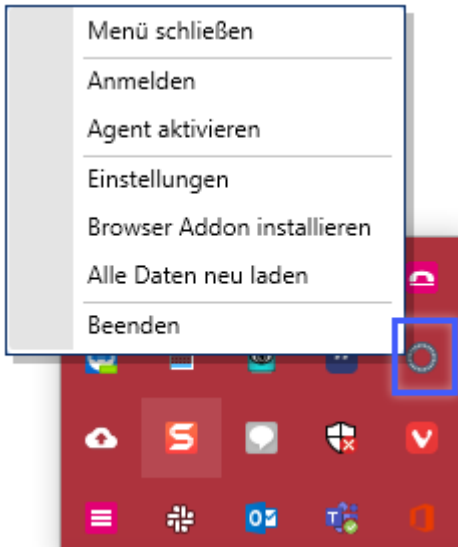 Menü schließen
Anmelden
Agent aktivieren
Einstellungen
Browser Addon installieren
Alle Daten neu laden
Beenden